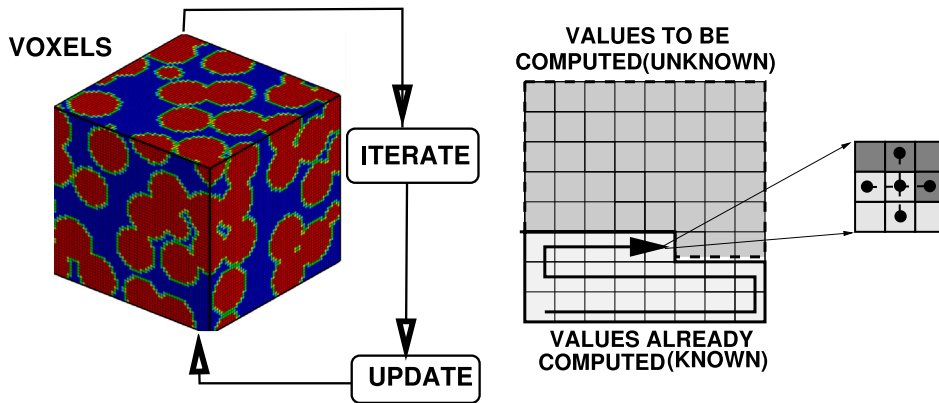 VOXELS
ITERATE
UPDATE
VALUES TO BE
COMPUTED(UNKNOWN)
VALUES ALREADY
COMPUTED(KNOWN)